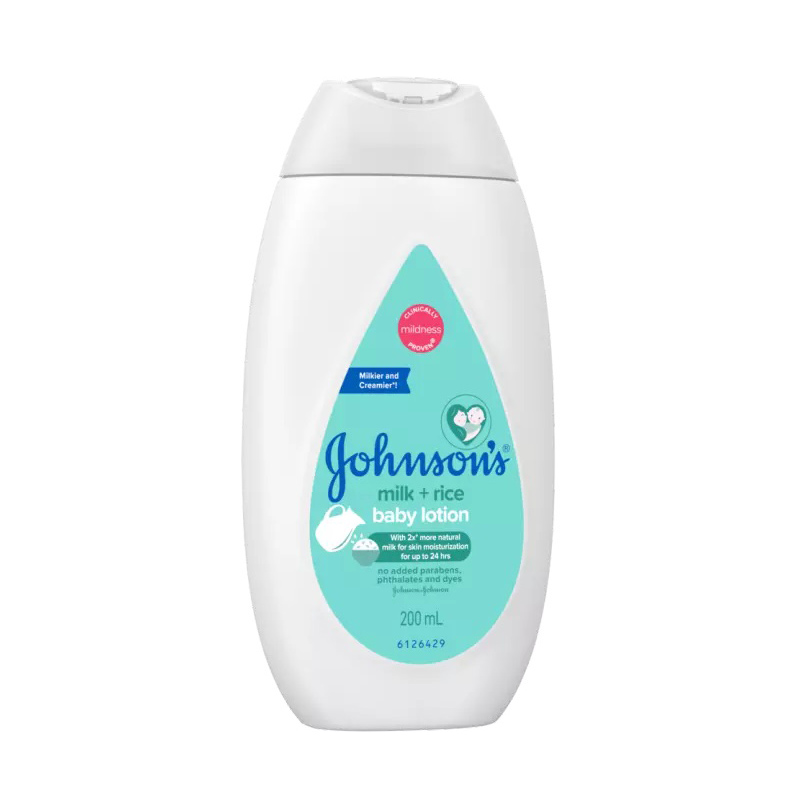 CLINICALLY
mildness
PROVEN®
Milkier and
Creamier*!
Johnson's®
milk + rice
baby lotion
With 2x* more natural
milk for skin moisturization
for up to 24 hrs
no added parabens,
phthalates and dyes
Johnson & Johnson
200 mL
6126429